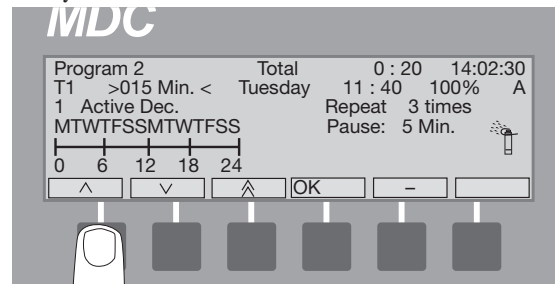 MDC
Program 2 Total 0 : 20 14:02:30
T1 >015 Min. < Tuesday 11 : 40 100% A
1 Active Dec. Repeat 3 times
MTWTFSSMTWTFSS Pause: 5 Min.
0 6 12 18 24
OK –